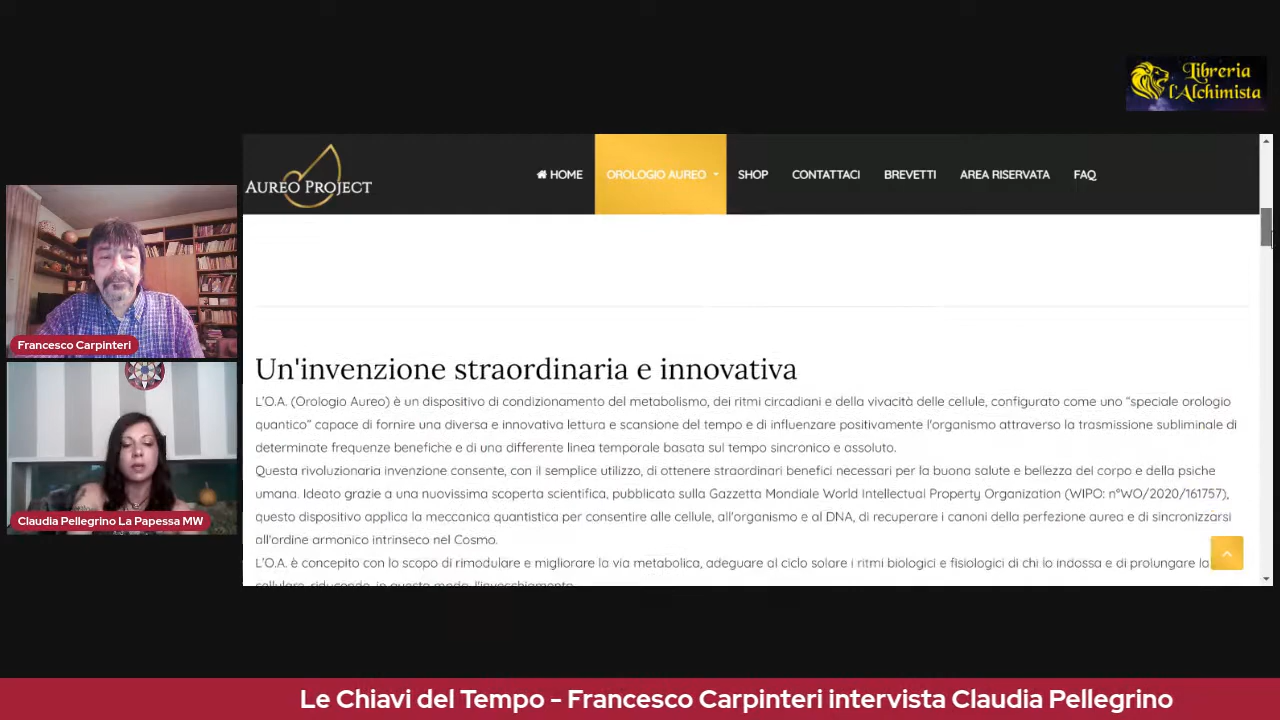 Libreria
l'Alchimista
AUREO PROJECT
HOME
OROLOGIO AUREO
SHOP
CONTATTACI
BREVETTI
AREA RISERVATA
FAQ
Un'invenzione straordinaria e innovativa
L'O.A. (Orologio Aureo) è un dispositivo di condizionamento del metabolismo, dei ritmi circadiani e della vivacità delle cellule, configurato come uno "speciale orologio
quantico" capace di fornire una diversa e innovativa lettura e scansione del tempo e di influenzare positivamente l'organismo attraverso la trasmissione subliminale di
determinate frequenze benefiche e di una differente linea temporale basata sul tempo sincronico e assoluto.
Questa rivoluzionaria invenzione consente, con il semplice utilizzo, di ottenere straordinari benefici necessari per la buona salute e bellezza del corpo e della psiche
umana. Ideato grazie a una nuovissima scoperta scientifica, pubblicata sulla Gazzetta Mondiale World Intellectual Property Organization (WIPO: n°WO/2020/161757),
questo dispositivo applica la meccanica quantistica per consentire alle cellule, all'organismo e al DNA, di recuperare i canoni della perfezione aurea e di sincronizzarsi
all'ordine armonico intrinseco nel Cosmo.
L'O.A. è concepito con lo scopo di rimodulare e migliorare la via metabolica, adeguare al ciclo solare i ritmi biologici e fisiologici di chi lo indossa e di prolungare la
cellulare, riducendo, in questo modo, l'invecchiamento
Francesco Carpinteri
Claudia Pellegrino La Papessa MW
Le Chiavi del Tempo - Francesco Carpinteri intervista Claudia Pellegrino